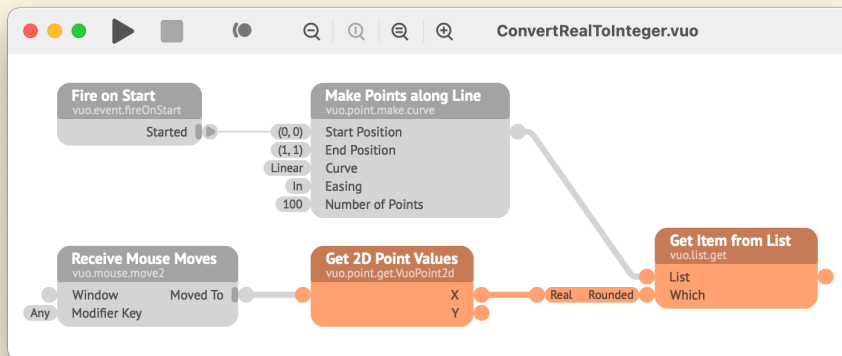 ConvertRealToInteger.vuo
Fire on Start
vuo.event.fireOnStart
Started
Make Points along Line
vuo.point.make.curve
(0, 0) Start Position
(1, 1) End Position
Linear Curve
In Easing
100 Number of Points
Receive Mouse Moves
vuo.mouse.move2
Window Moved To
Any Modifier Key
Get 2D Point Values
vuo.point.get.VuoPoint2d
X
Y
Real Rounded
Get Item from List
vuo.list.get
List
Which